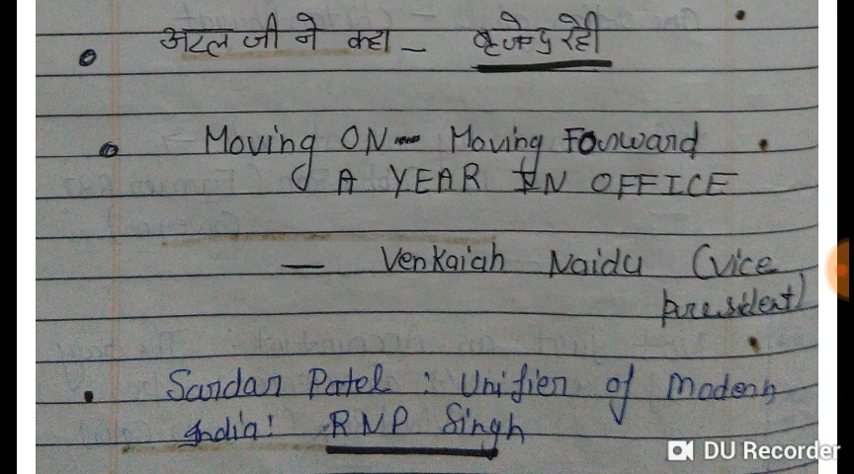 अटल जी ने कहा - बृजेन्द्र रेही
Moving ON - Moving Forward
A YEAR IN OFFICE
- Venkaiah Naidu (vice
president)
Sardar Patel : Unifier of Modern
India: RNP Singh
DU Recorder